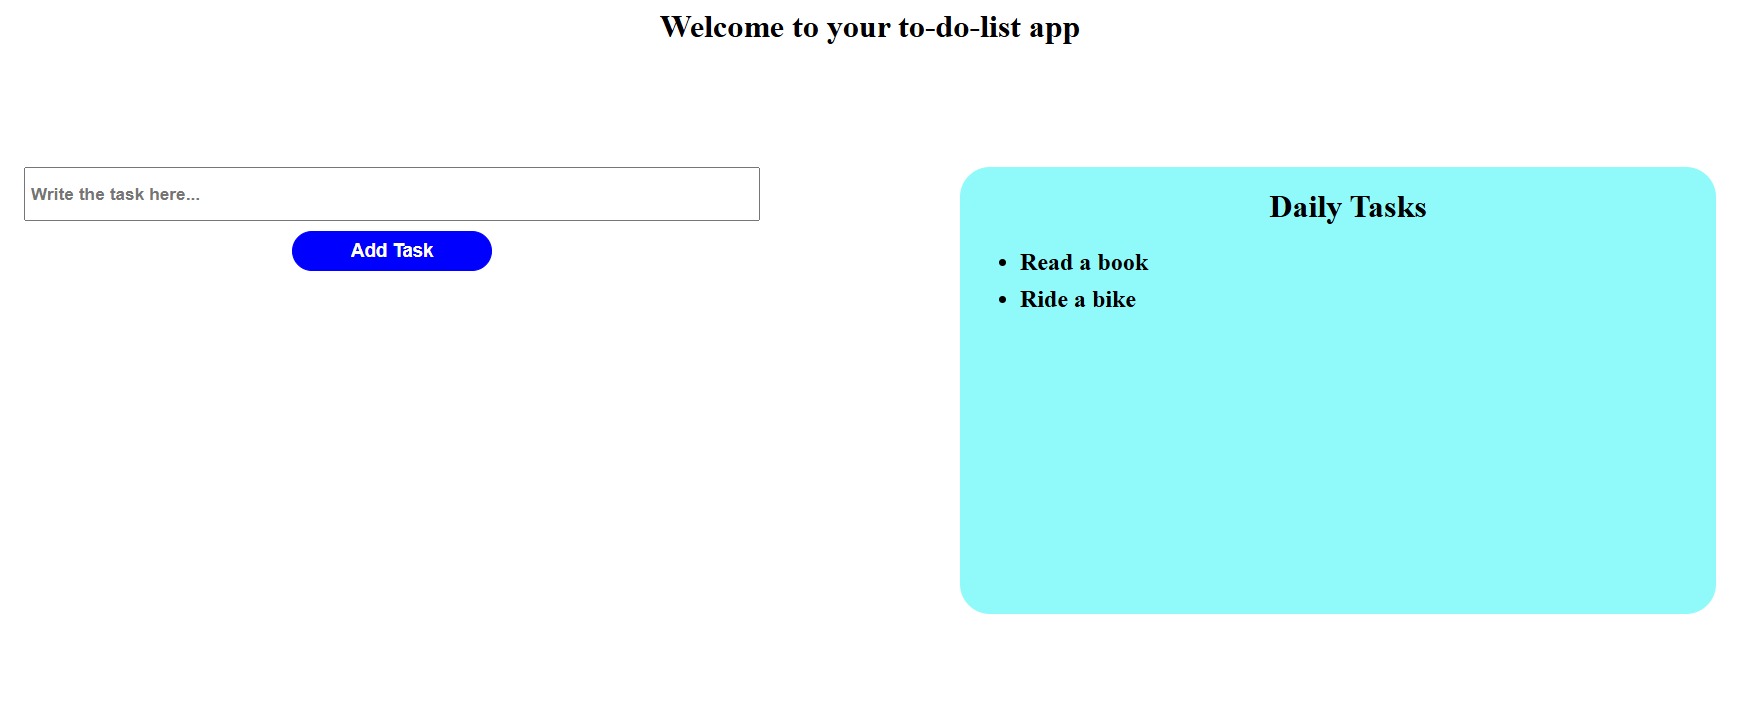 Welcome to your to-do-list app
Write the task here...
Add Task
Daily Tasks
Read a book
Ride a bike